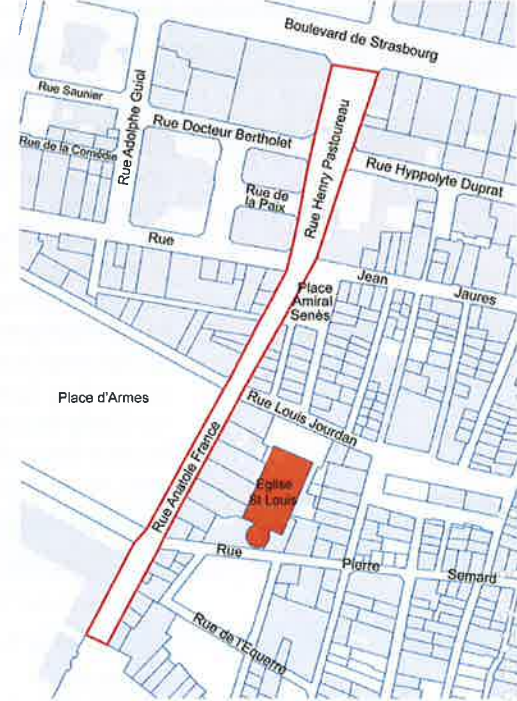 Boulevard de Strasbourg
Rue Saunier
Rue Adolphe Guiol
Rue Docteur Bertholet
Rue de la Comédie
Rue Henry Pastoureau
Rue Hyppolyte Duprat
Rue de
la Paix
Rue
Jean
Jaures
Place
Amiral
Senès
Place d'Armes
Rue Louis Jourdan
Rue Anatole France
Eglise
St Louis
Rue
Pierre
Semard
Rue de l'Equerre